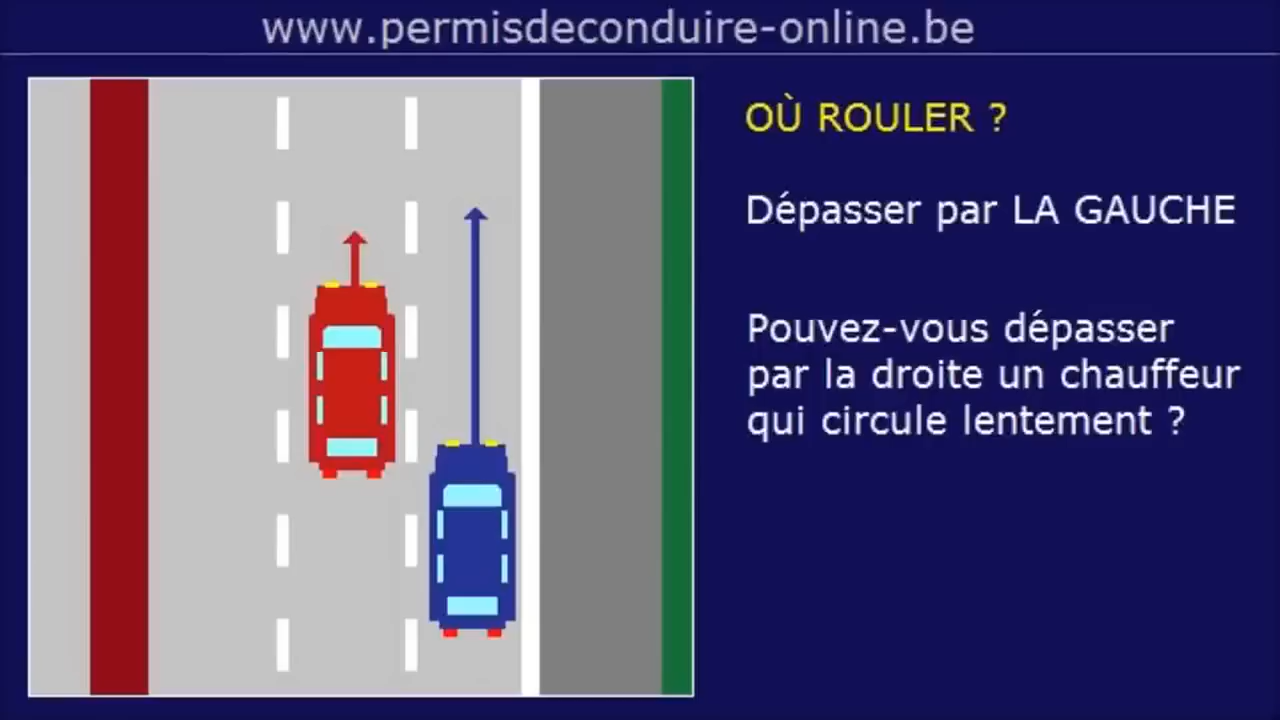 www.permisdeconduire-online.be
OÙ ROULER ?
Dépasser par LA GAUCHE
Pouvez-vous dépasser
par la droite un chauffeur
qui circule lentement ?